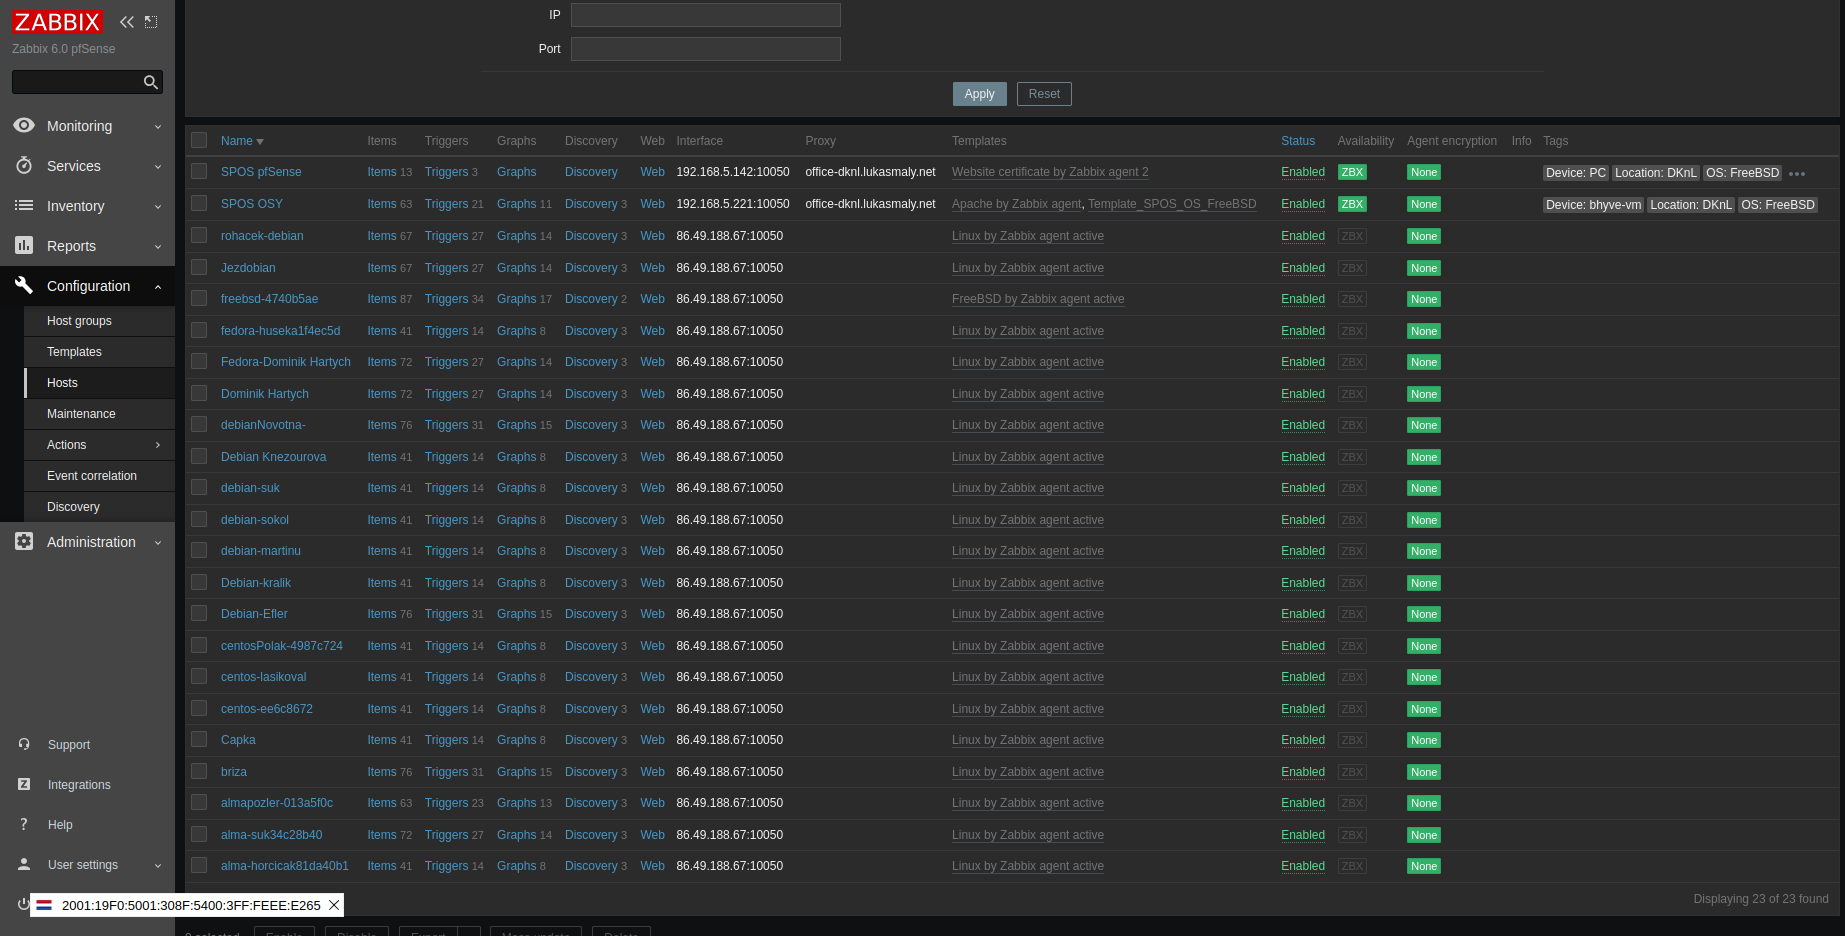 ZABBIX
Zabbix 6.0 pfSense
Monitoring
Services
Inventory
Reports
Configuration
Host groups
Templates
Hosts
Maintenance
Actions
Event correlation
Discovery
Administration
Support
Integrations
Help
User settings
IP
Port
Apply Reset
Name Items Triggers Graphs Discovery Web Interface Proxy Templates Status Availability Agent encryption Info Tags
SPOS pfSense Items 13 Triggers 3 Graphs Discovery Web 192.168.5.142:10050 office-dknl.lukasmaly.net Website certificate by Zabbix agent 2 Enabled ZBX None Device: PC Location: DKnL OS: FreeBSD •••
SPOS OSY Items 63 Triggers 21 Graphs 11 Discovery 3 Web 192.168.5.221:10050 office-dknl.lukasmaly.net Apache by Zabbix agent, Template_SPOS_OS_FreeBSD Enabled ZBX None Device: bhyve-vm Location: DKnL OS: FreeBSD
rohacek-debian Items 67 Triggers 27 Graphs 14 Discovery 3 Web 86.49.188.67:10050 Linux by Zabbix agent active Enabled ZBX None
Jezdobian Items 67 Triggers 27 Graphs 14 Discovery 3 Web 86.49.188.67:10050 Linux by Zabbix agent active Enabled ZBX None
freebsd-4740b5ae Items 87 Triggers 34 Graphs 17 Discovery 2 Web 86.49.188.67:10050 FreeBSD by Zabbix agent active Enabled ZBX None
fedora-huseka1f4ec5d Items 41 Triggers 14 Graphs 8 Discovery 3 Web 86.49.188.67:10050 Linux by Zabbix agent active Enabled ZBX None
Fedora-Dominik Hartych Items 72 Triggers 27 Graphs 14 Discovery 3 Web 86.49.188.67:10050 Linux by Zabbix agent active Enabled ZBX None
Dominik Hartych Items 72 Triggers 27 Graphs 14 Discovery 3 Web 86.49.188.67:10050 Linux by Zabbix agent active Enabled ZBX None
debianNovotna- Items 76 Triggers 31 Graphs 15 Discovery 3 Web 86.49.188.67:10050 Linux by Zabbix agent active Enabled ZBX None
Debian Knezourova Items 41 Triggers 14 Graphs 8 Discovery 3 Web 86.49.188.67:10050 Linux by Zabbix agent active Enabled ZBX None
debian-suk Items 41 Triggers 14 Graphs 8 Discovery 3 Web 86.49.188.67:10050 Linux by Zabbix agent active Enabled ZBX None
debian-sokol Items 41 Triggers 14 Graphs 8 Discovery 3 Web 86.49.188.67:10050 Linux by Zabbix agent active Enabled ZBX None
debian-martinu Items 41 Triggers 14 Graphs 8 Discovery 3 Web 86.49.188.67:10050 Linux by Zabbix agent active Enabled ZBX None
Debian-kralik Items 41 Triggers 14 Graphs 8 Discovery 3 Web 86.49.188.67:10050 Linux by Zabbix agent active Enabled ZBX None
Debian-Efler Items 76 Triggers 31 Graphs 15 Discovery 3 Web 86.49.188.67:10050 Linux by Zabbix agent active Enabled ZBX None
centosPolak-4987c724 Items 41 Triggers 14 Graphs 8 Discovery 3 Web 86.49.188.67:10050 Linux by Zabbix agent active Enabled ZBX None
centos-lasikoval Items 41 Triggers 14 Graphs 8 Discovery 3 Web 86.49.188.67:10050 Linux by Zabbix agent active Enabled ZBX None
centos-ee6c8672 Items 41 Triggers 14 Graphs 8 Discovery 3 Web 86.49.188.67:10050 Linux by Zabbix agent active Enabled ZBX None
Capka Items 41 Triggers 14 Graphs 8 Discovery 3 Web 86.49.188.67:10050 Linux by Zabbix agent active Enabled ZBX None
briza Items 76 Triggers 31 Graphs 15 Discovery 3 Web 86.49.188.67:10050 Linux by Zabbix agent active Enabled ZBX None
almapozler-013a5f0c Items 63 Triggers 23 Graphs 13 Discovery 3 Web 86.49.188.67:10050 Linux by Zabbix agent active Enabled ZBX None
alma-suk34c28b40 Items 72 Triggers 27 Graphs 14 Discovery 3 Web 86.49.188.67:10050 Linux by Zabbix agent active Enabled ZBX None
alma-horcicak81da40b1 Items 41 Triggers 14 Graphs 8 Discovery 3 Web 86.49.188.67:10050 Linux by Zabbix agent active Enabled ZBX None
Displaying 23 of 23 found
2001:19F0:5001:308F:5400:3FF:FEEE:E265
0 selected Enable Disable Export Mass update Delete